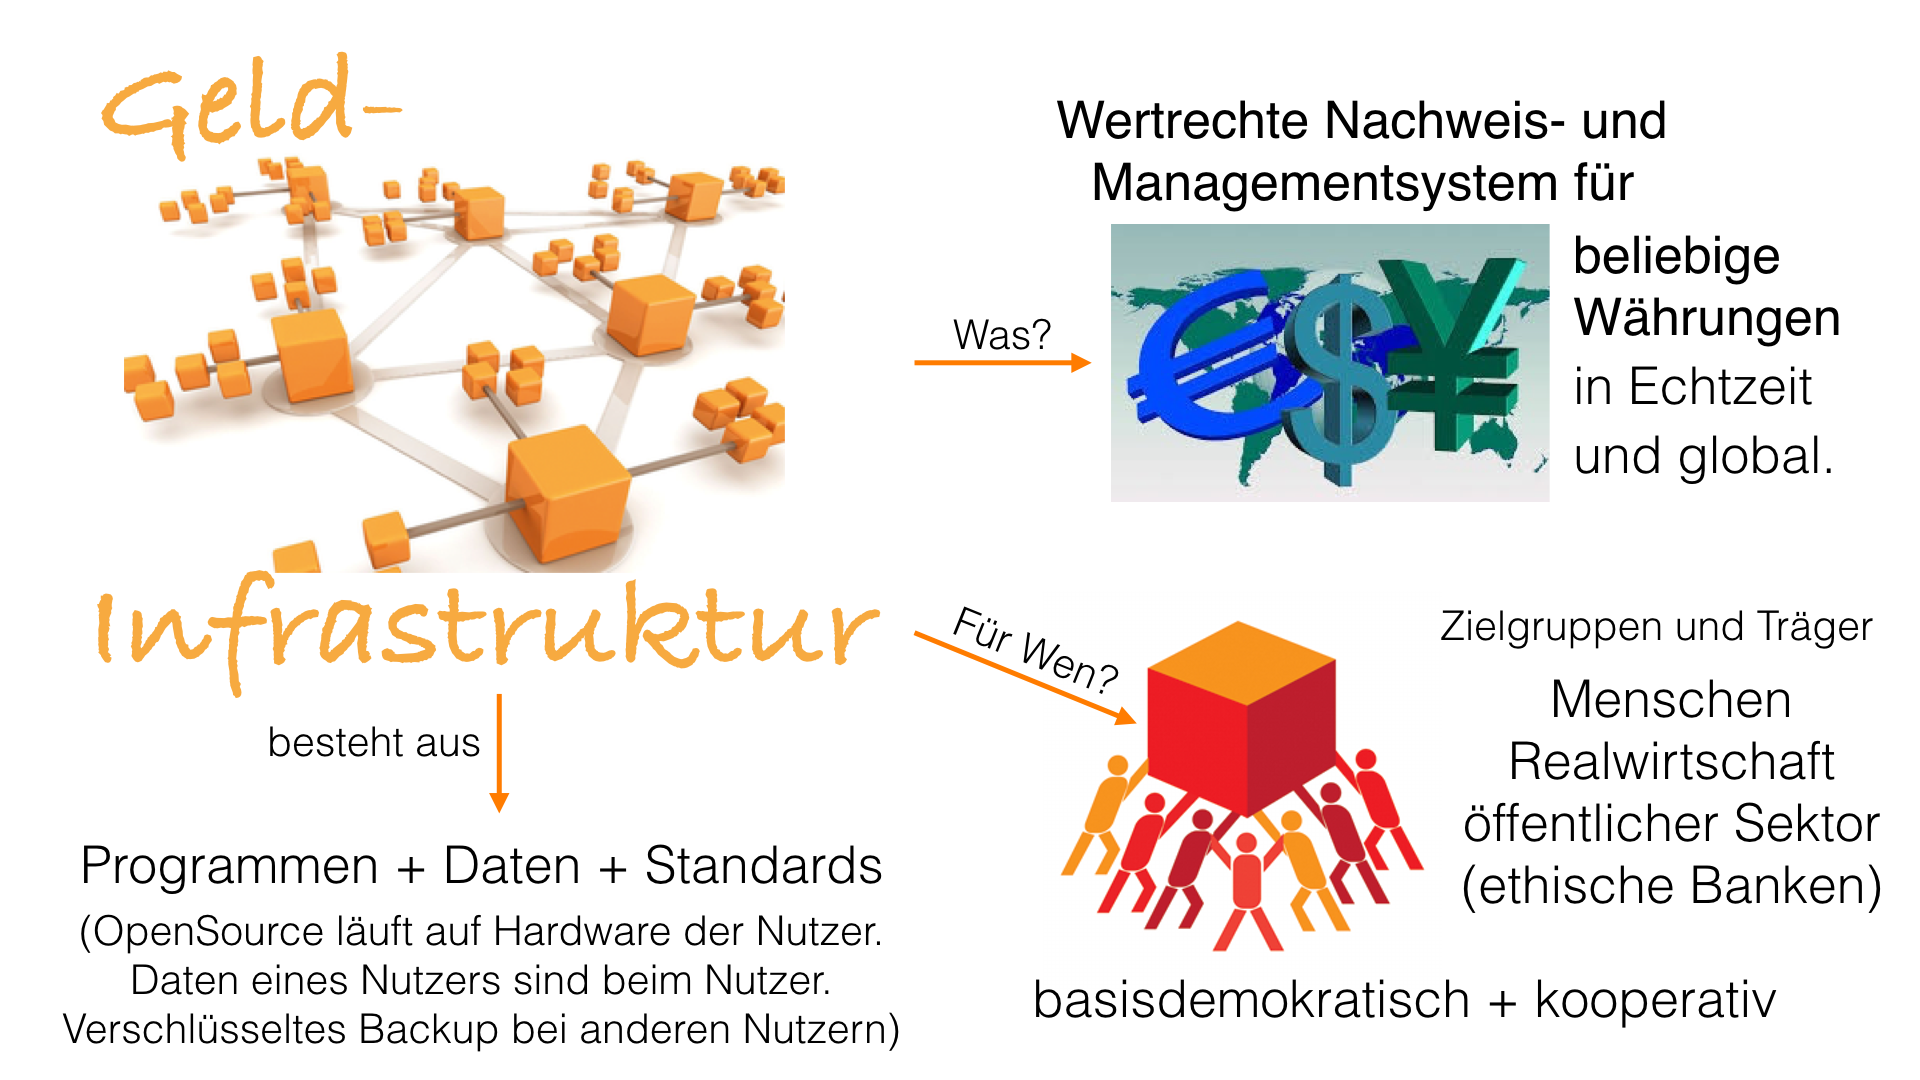 Geld-
Infrastruktur
Was?
Wertrechte Nachweis- und
Managementsystem für
€$¥
beliebige
Währungen
in Echtzeit
und global.
besteht aus
Programmen + Daten + Standards
(OpenSource läuft auf Hardware der Nutzer.
Daten eines Nutzers sind beim Nutzer.
Verschlüsseltes Backup bei anderen Nutzern)
Für Wen?
Zielgruppen und Träger
Menschen
Realwirtschaft
öffentlicher Sektor
(ethische Banken)
basisdemokratisch + kooperativ